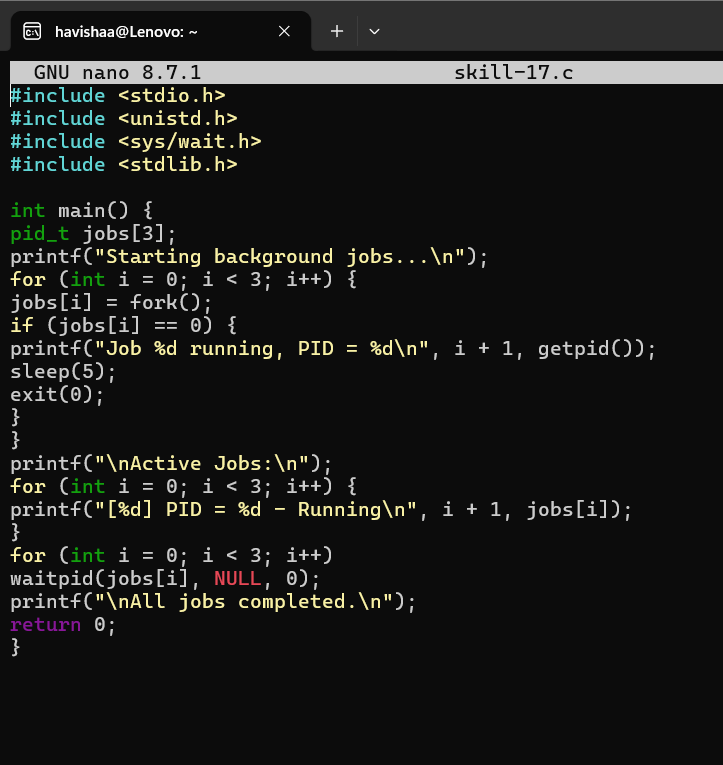 havishaa@Lenovo: ~
GNU nano 8.7.1 skill-17.c
#include <stdio.h>
#include <unistd.h>
#include <sys/wait.h>
#include <stdlib.h>
int main() {
pid_t jobs[3];
printf("Starting background jobs...\n");
for (int i = 0; i < 3; i++) {
jobs[i] = fork();
if (jobs[i] == 0) {
printf("Job %d running, PID = %d\n", i + 1, getpid());
sleep(5);
exit(0);
}
}
printf("\nActive Jobs:\n");
for (int i = 0; i < 3; i++) {
printf("[%d] PID = %d - Running\n", i + 1, jobs[i]);
}
for (int i = 0; i < 3; i++)
waitpid(jobs[i], NULL, 0);
printf("\nAll jobs completed.\n");
return 0;
}